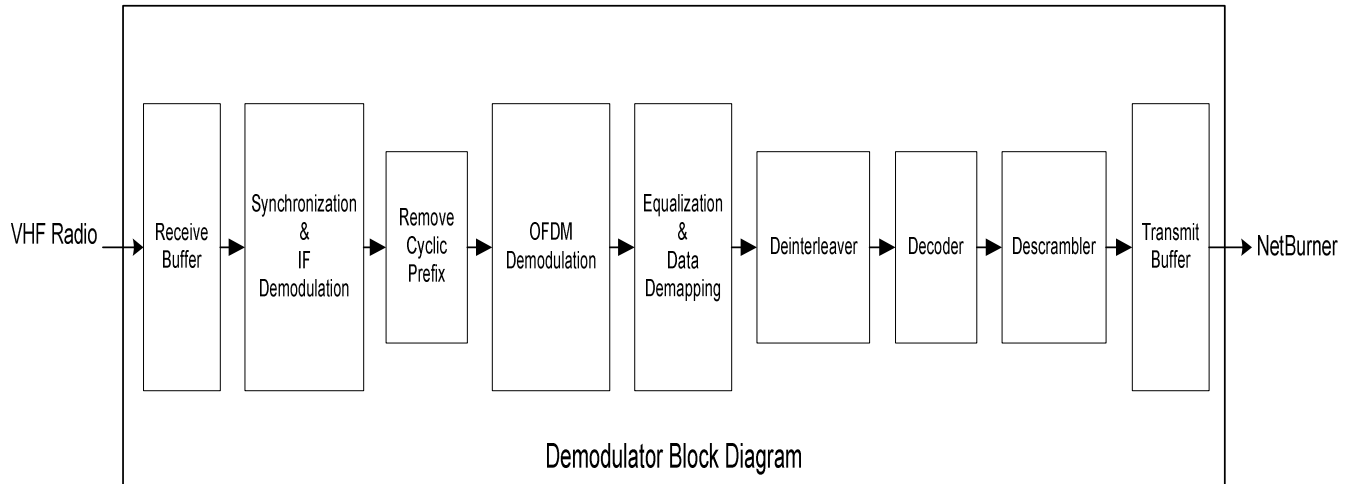 VHF Radio
Receive
Buffer
Synchronization
&
IF
Demodulation
Remove
Cyclic
Prefix
OFDM
Demodulation
Equalization
&
Data
Demapping
Deinterleaver
Decoder
Descrambler
Transmit
Buffer
NetBurner
Demodulator Block Diagram